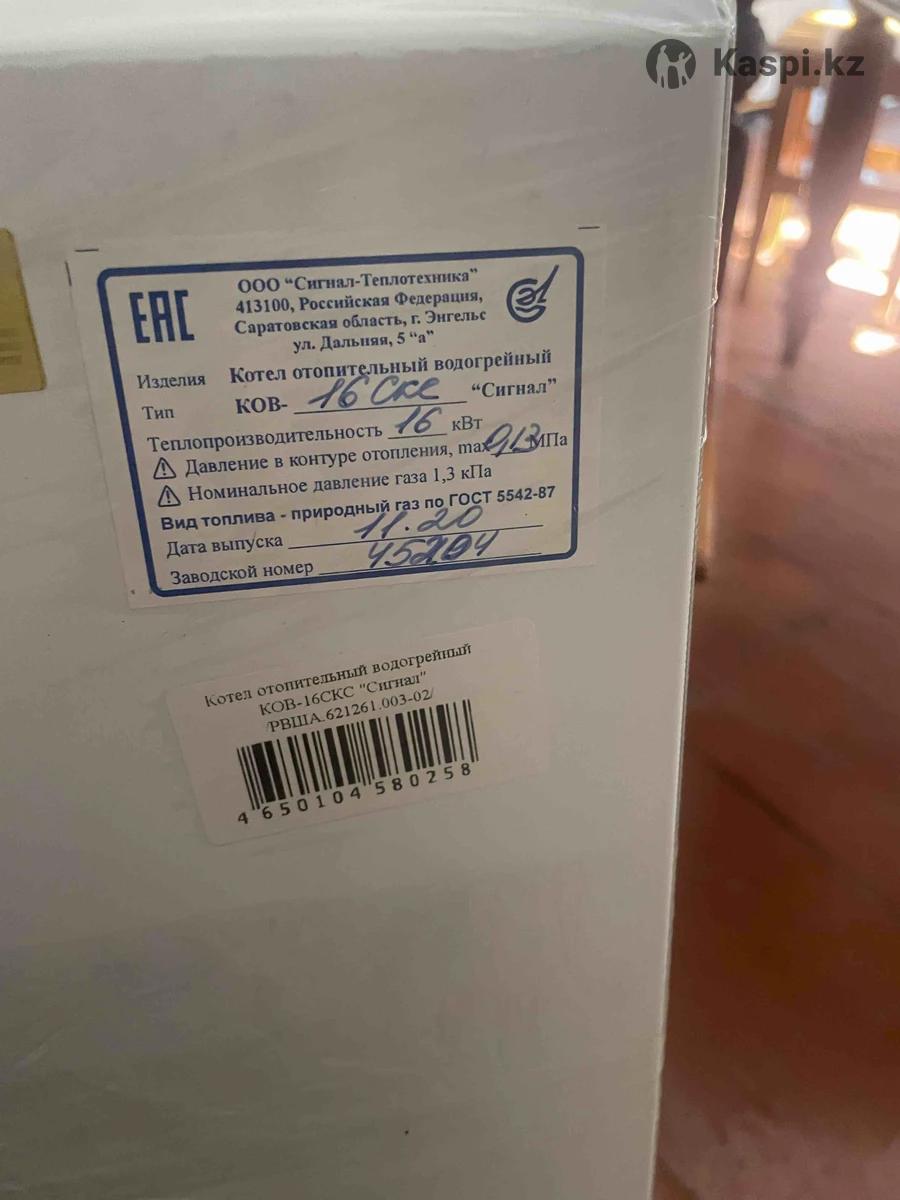 Kaspi.kz
ЕАС
ООО “Сигнал-Теплотехника”
413100, Российская Федерация,
Саратовская область, г. Энгельс
ул. Дальняя, 5 “а”
Изделия Котел отопительный водогрейный
Тип КОВ- 16 СКС “Сигнал”
Теплопроизводительность 16 кВт
Давление в контуре отопления, max 0,13 МПа
Номинальное давление газа 1,3 кПа
Вид топлива - природный газ по ГОСТ 5542-87
Дата выпуска 11.20
Заводской номер
Котел отопительный водогрейный
КОВ-16СКС "Сигнал"
/РВША.621261.003-02/
4 650104 580258